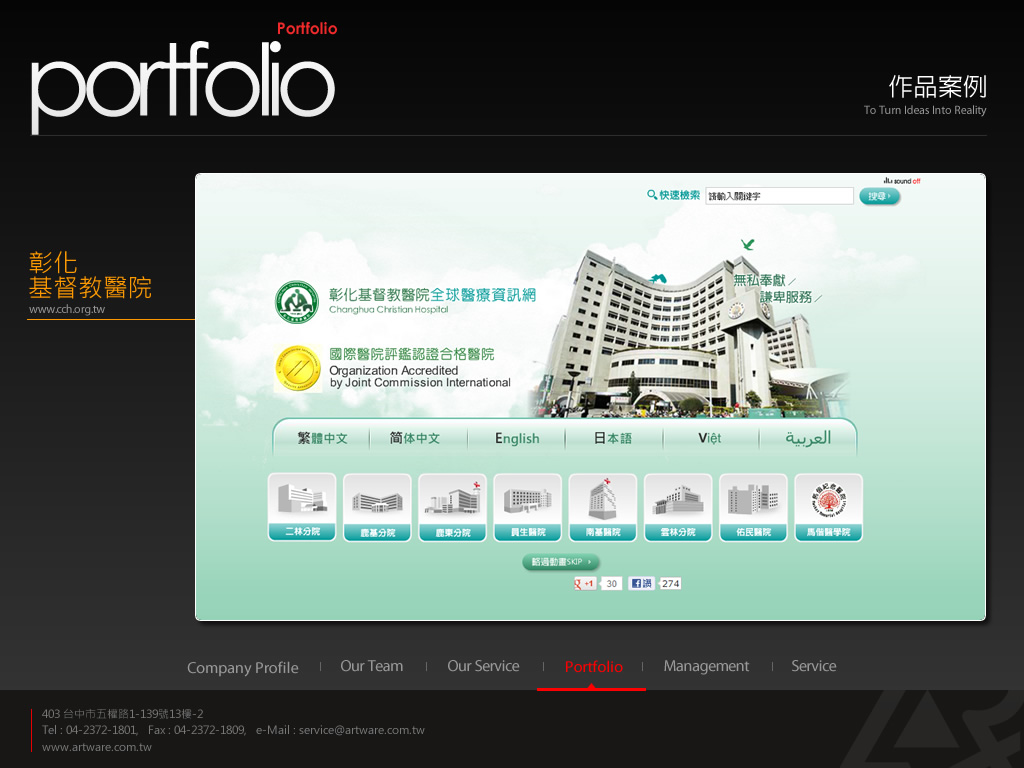 Portfolio
portfolio
作品案例
To Turn Ideas Into Reality
彰化
基督教醫院
www.cch.org.tw
sound off
快速檢索
請輸入關鍵字
搜尋
無私奉獻
謙卑服務
彰化基督教醫院全球醫療資訊網
Changhua Christian Hospital
國際醫院評鑑認證合格醫院
Organization Accredited
by Joint Commission International
繁體中文
简体中文
English
日本語
Việt
العربية
二林分院
鹿基分院
鹿東分院
員生醫院
南基醫院
雲林分院
佑民醫院
馬偕醫學院
略過動畫SKIP
+1
30
讚
274
Company Profile
Our Team
Our Service
Portfolio
Management
Service
403 台中市五權路1-139號13樓-2
Tel : 04-2372-1801, Fax : 04-2372-1809, e-Mail : service@artware.com.tw
www.artware.com.tw